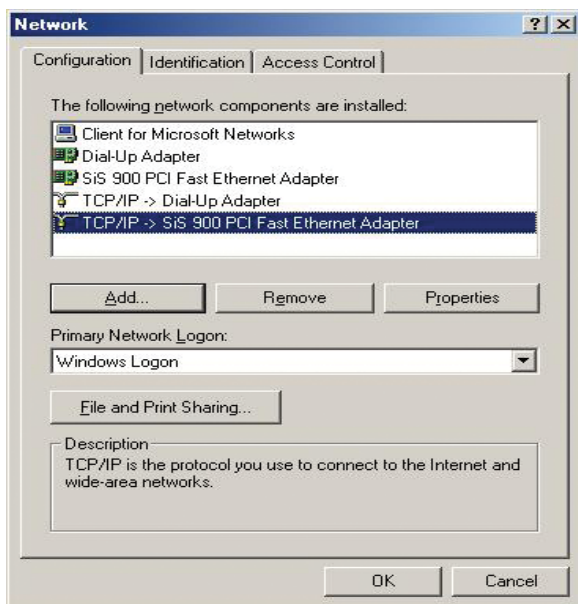 Network
? X
Configuration Identification Access Control
The following network components are installed:
Client for Microsoft Networks
Dial-Up Adapter
SiS 900 PCI Fast Ethernet Adapter
TCP/IP -> Dial-Up Adapter
TCP/IP -> SiS 900 PCI Fast Ethernet Adapter
Add... Remove Properties
Primary Network Logon:
Windows Logon
File and Print Sharing...
Description
TCP/IP is the protocol you use to connect to the Internet and
wide-area networks.
OK Cancel